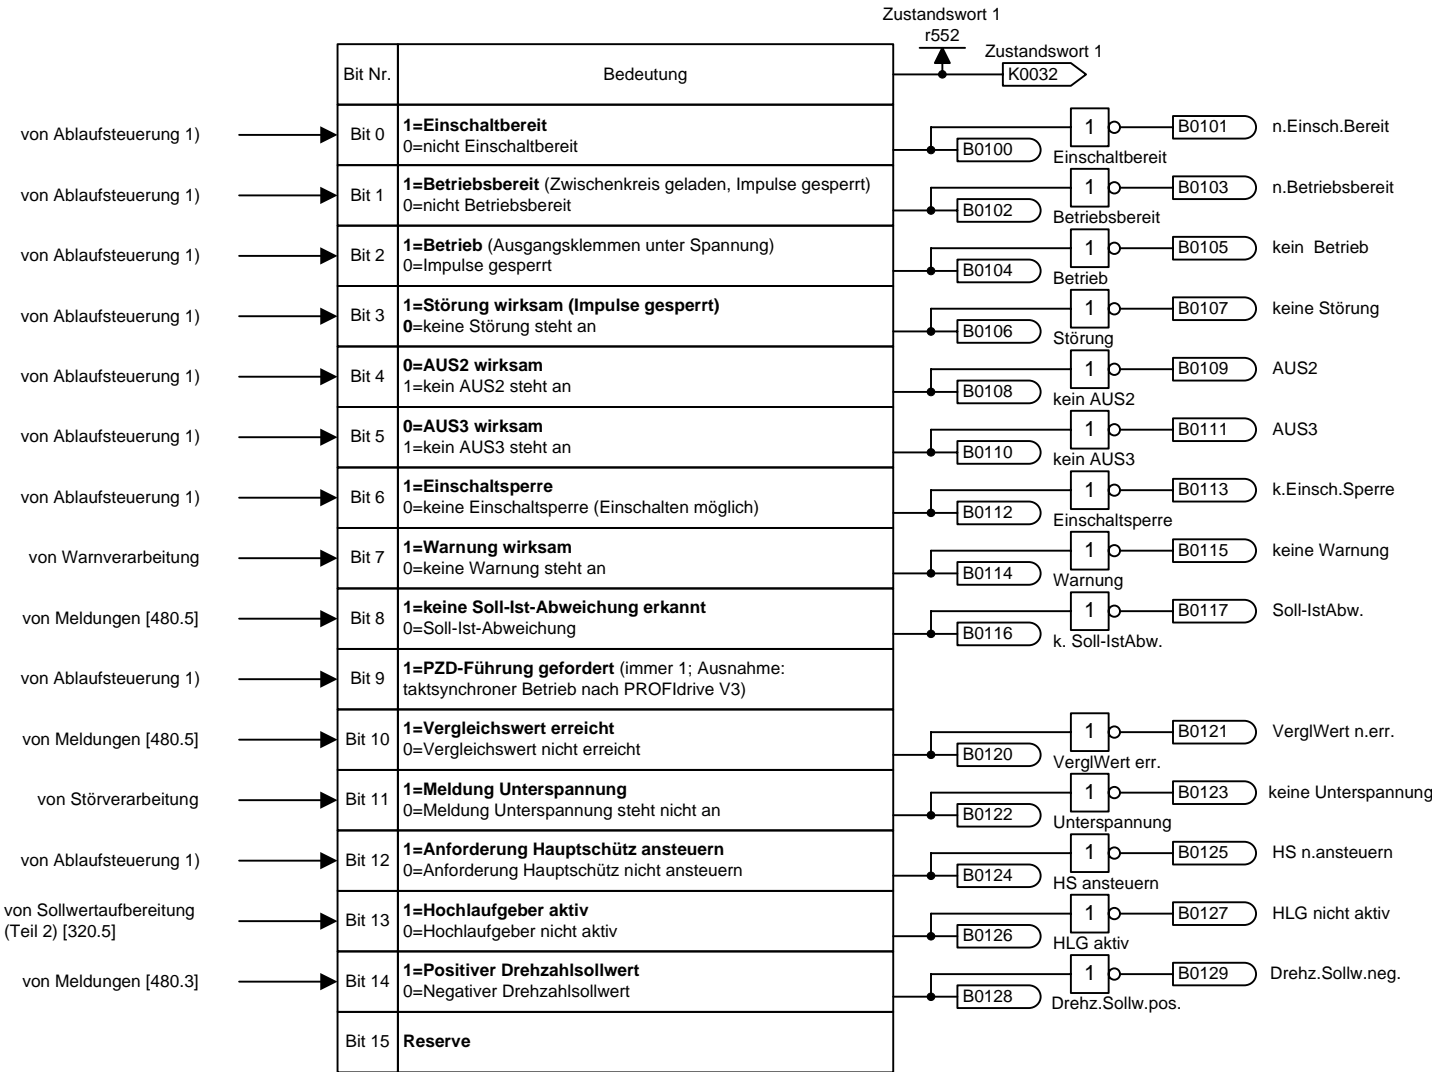 Zustandswort 1
r552
Zustandswort 1
K0032
Bit Nr. Bedeutung
von Ablaufsteuerung 1) Bit 0 1=Einschaltbereit
0=nicht Einschaltbereit
B0100 1 Einschaltbereit B0101 n.Einsch.Bereit
von Ablaufsteuerung 1) Bit 1 1=Betriebsbereit (Zwischenkreis geladen, Impulse gesperrt)
0=nicht Betriebsbereit
B0102 1 Betriebsbereit B0103 n.Betriebsbereit
von Ablaufsteuerung 1) Bit 2 1=Betrieb (Ausgangsklemmen unter Spannung)
0=Impulse gesperrt
B0104 1 Betrieb B0105 kein Betrieb
von Ablaufsteuerung 1) Bit 3 1=Störung wirksam (Impulse gesperrt)
0=keine Störung steht an
B0106 1 Störung B0107 keine Störung
von Ablaufsteuerung 1) Bit 4 0=AUS2 wirksam
1=kein AUS2 steht an
B0108 1 kein AUS2 B0109 AUS2
von Ablaufsteuerung 1) Bit 5 0=AUS3 wirksam
1=kein AUS3 steht an
B0110 1 kein AUS3 B0111 AUS3
von Ablaufsteuerung 1) Bit 6 1=Einschaltsperre
0=keine Einschaltsperre (Einschalten möglich)
B0112 1 Einschaltsperre B0113 k.Einsch.Sperre
von Warnverarbeitung Bit 7 1=Warnung wirksam
0=keine Warnung steht an
B0114 1 Warnung B0115 keine Warnung
von Meldungen [480.5] Bit 8 1=keine Soll-Ist-Abweichung erkannt
0=Soll-Ist-Abweichung
B0116 1 k. Soll-IstAbw. B0117 Soll-IstAbw.
von Ablaufsteuerung 1) Bit 9 1=PZD-Führung gefordert (immer 1; Ausnahme:
taktsynchroner Betrieb nach PROFIdrive V3)
von Meldungen [480.5] Bit 10 1=Vergleichswert erreicht
0=Vergleichswert nicht erreicht
B0120 1 VerglWert err. B0121 VerglWert n.err.
von Störverarbeitung Bit 11 1=Meldung Unterspannung
0=Meldung Unterspannung steht nicht an
B0122 1 Unterspannung B0123 keine Unterspannung
von Ablaufsteuerung 1) Bit 12 1=Anforderung Hauptschütz ansteuern
0=Anforderung Hauptschütz nicht ansteuern
B0124 1 HS ansteuern B0125 HS n.ansteuern
von Sollwertaufbereitung
(Teil 2) [320.5] Bit 13 1=Hochlaufgeber aktiv
0=Hochlaufgeber nicht aktiv
B0126 1 HLG aktiv B0127 HLG nicht aktiv
von Meldungen [480.3] Bit 14 1=Positiver Drehzahlsollwert
0=Negativer Drehzahlsollwert
B0128 1 Drehz.Sollw.pos. B0129 Drehz.Sollw.neg.
Bit 15 Reserve